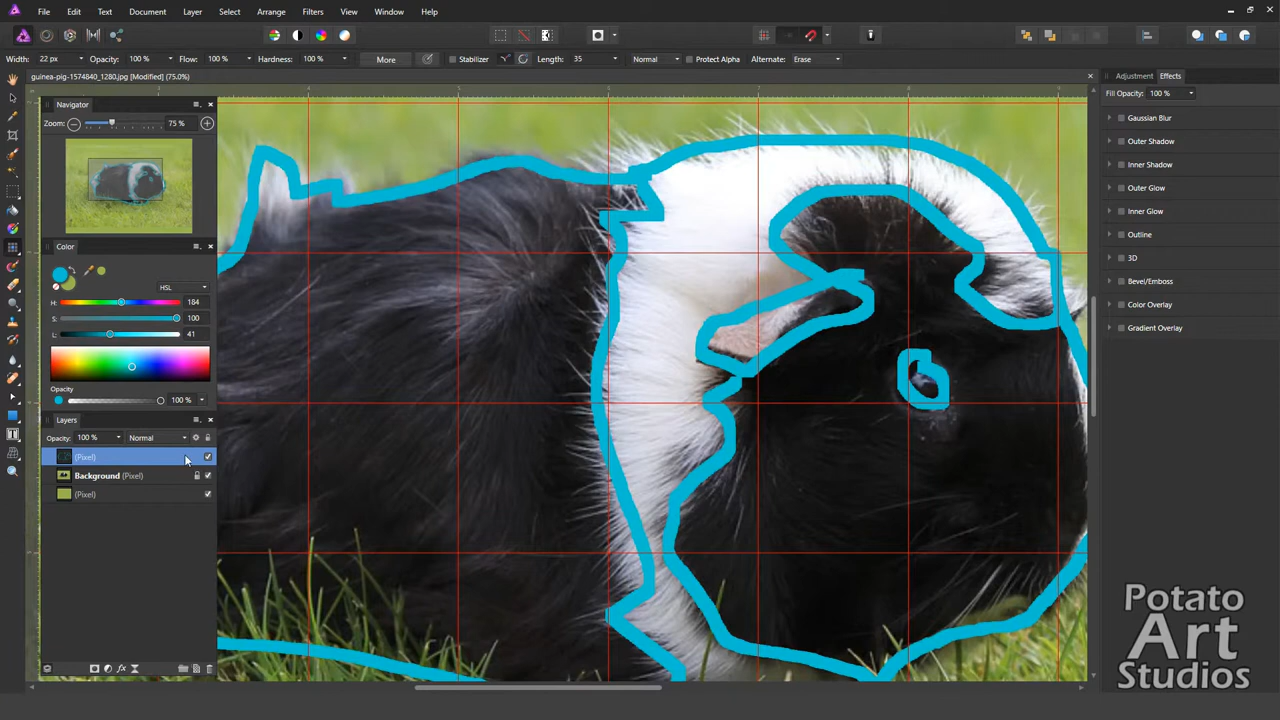 File Edit Text Document Layer Select Arrange Filters View Window Help
Width: 22 px Opacity: 100 % Flow: 100 % Hardness: 100 % More Stabilizer Length: 35 Normal Protect Alpha Alternate: Erase
guinea-pig-1574840_1280.jpg [Modified] (75.0%)
Navigator
Zoom: 75 %
Color
HSL
H: 184
S: 100
L: 41
Opacity
100 %
Layers
Opacity: 100 % Normal
(Pixel)
Background (Pixel)
(Pixel)
Adjustment Effects
Fill Opacity: 100 %
Gaussian Blur
Outer Shadow
Inner Shadow
Outer Glow
Inner Glow
Outline
3D
Bevel/Emboss
Color Overlay
Gradient Overlay
Potato
Art
Studios